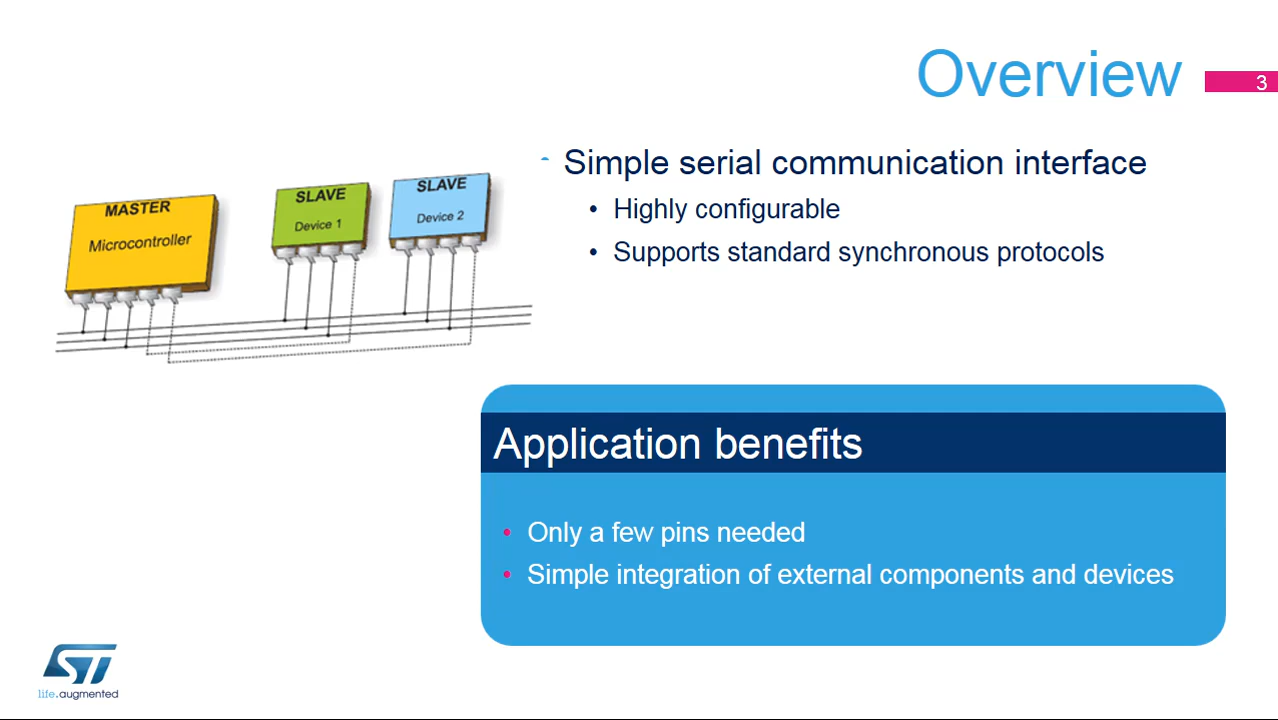 Overview
3
Simple serial communication interface
• Highly configurable
• Supports standard synchronous protocols
MASTER
Microcontroller
SLAVE
Device 1
SLAVE
Device 2
Application benefits
• Only a few pins needed
• Simple integration of external components and devices
ST
life.augmented